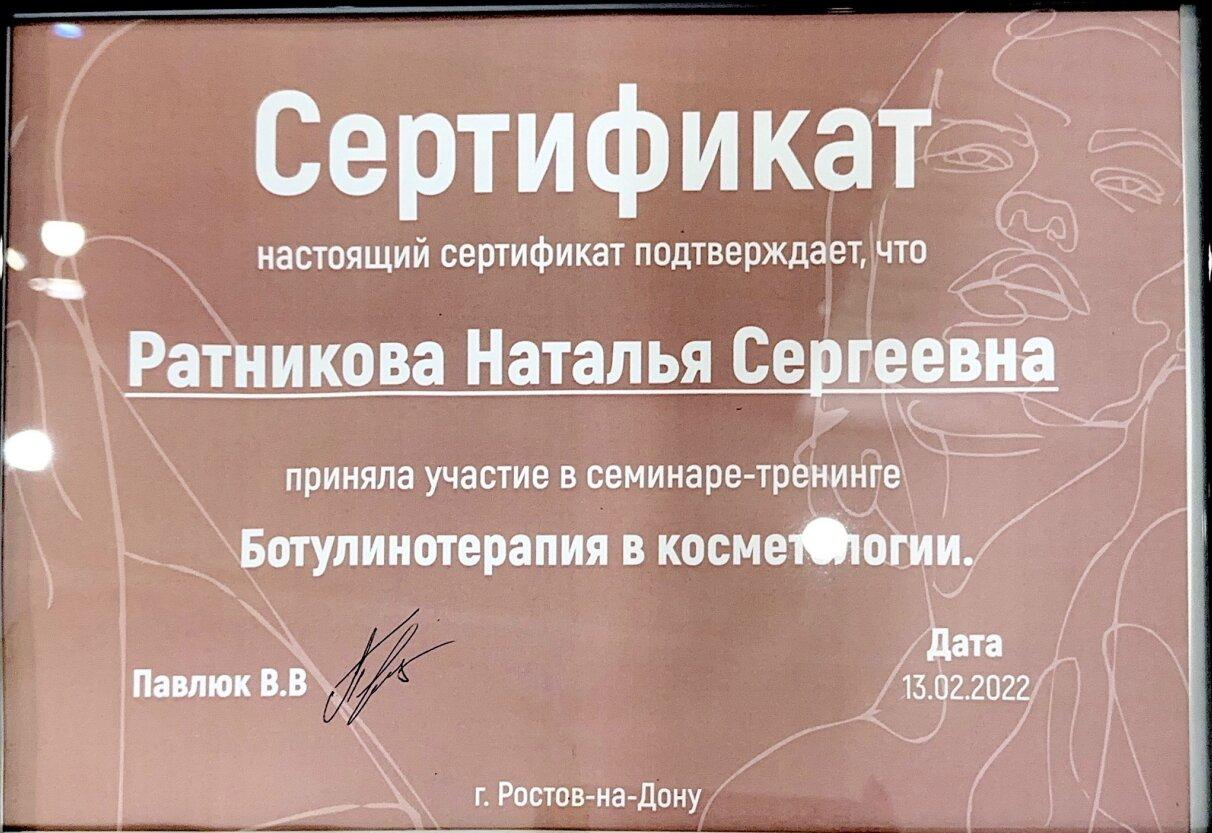 Сертификат
настоящий сертификат подтверждает, что
Ратникова Наталья Сергеевна
приняла участие в семинаре-тренинге
Ботулинотерапия в косметологии.
Павлюк В.В
Дата
13.02.2022
г. Ростов-на-Дону